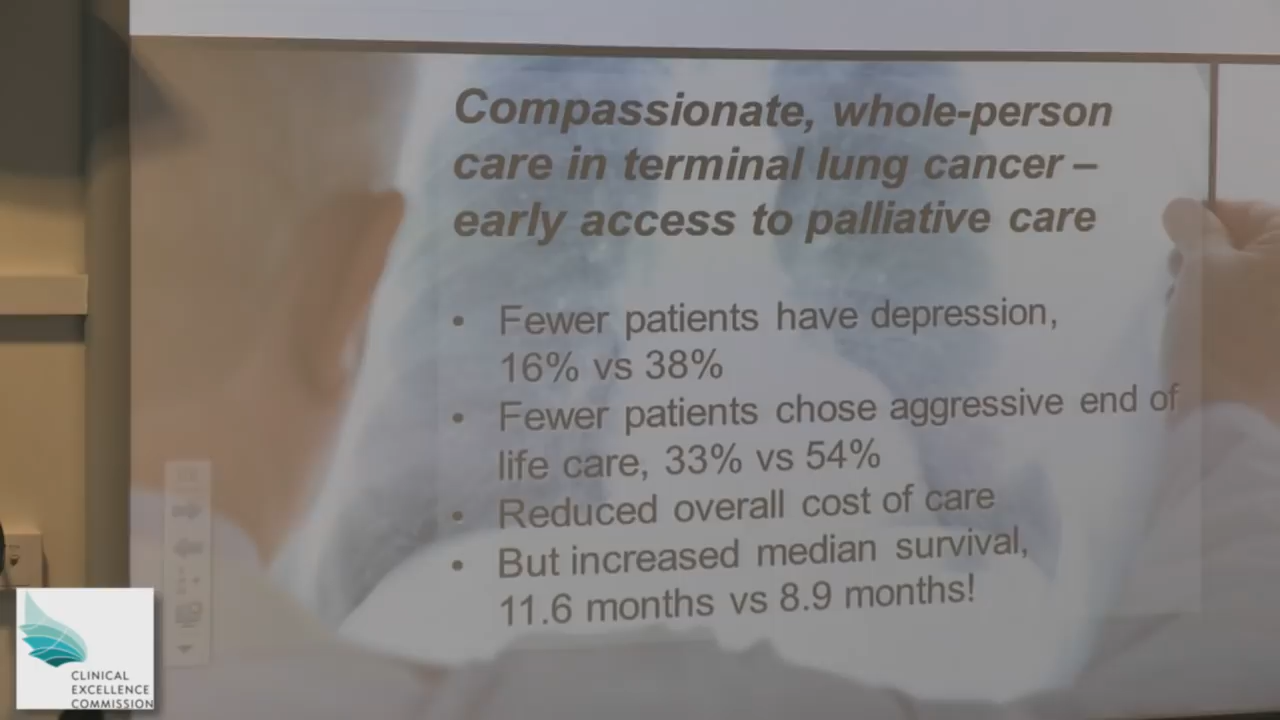 Compassionate, whole-person
care in terminal lung cancer –
early access to palliative care
• Fewer patients have depression,
16% vs 38%
• Fewer patients chose aggressive end of
life care, 33% vs 54%
• Reduced overall cost of care
• But increased median survival,
11.6 months vs 8.9 months!
CLINICAL
EXCELLENCE
COMMISSION